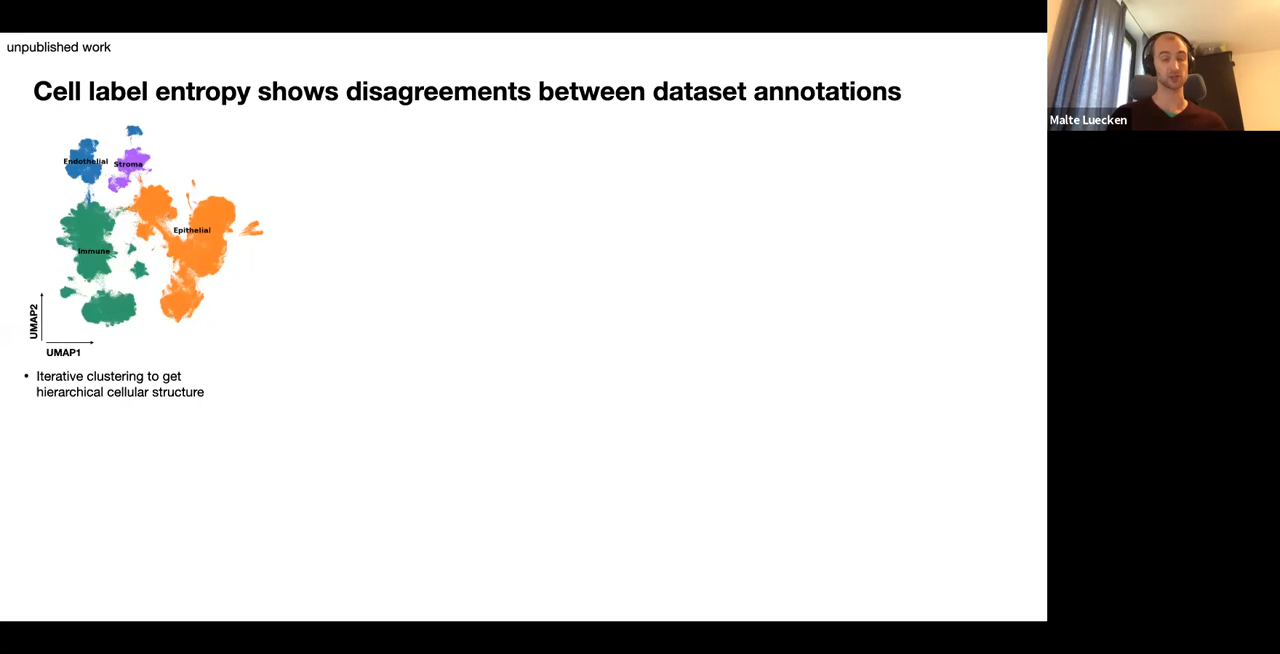 unpublished work
Cell label entropy shows disagreements between dataset annotations
Malte Luecken
Endothelial
Stroma
Epithelial
Immune
UMAP2
UMAP1
• Iterative clustering to get
hierarchical cellular structure